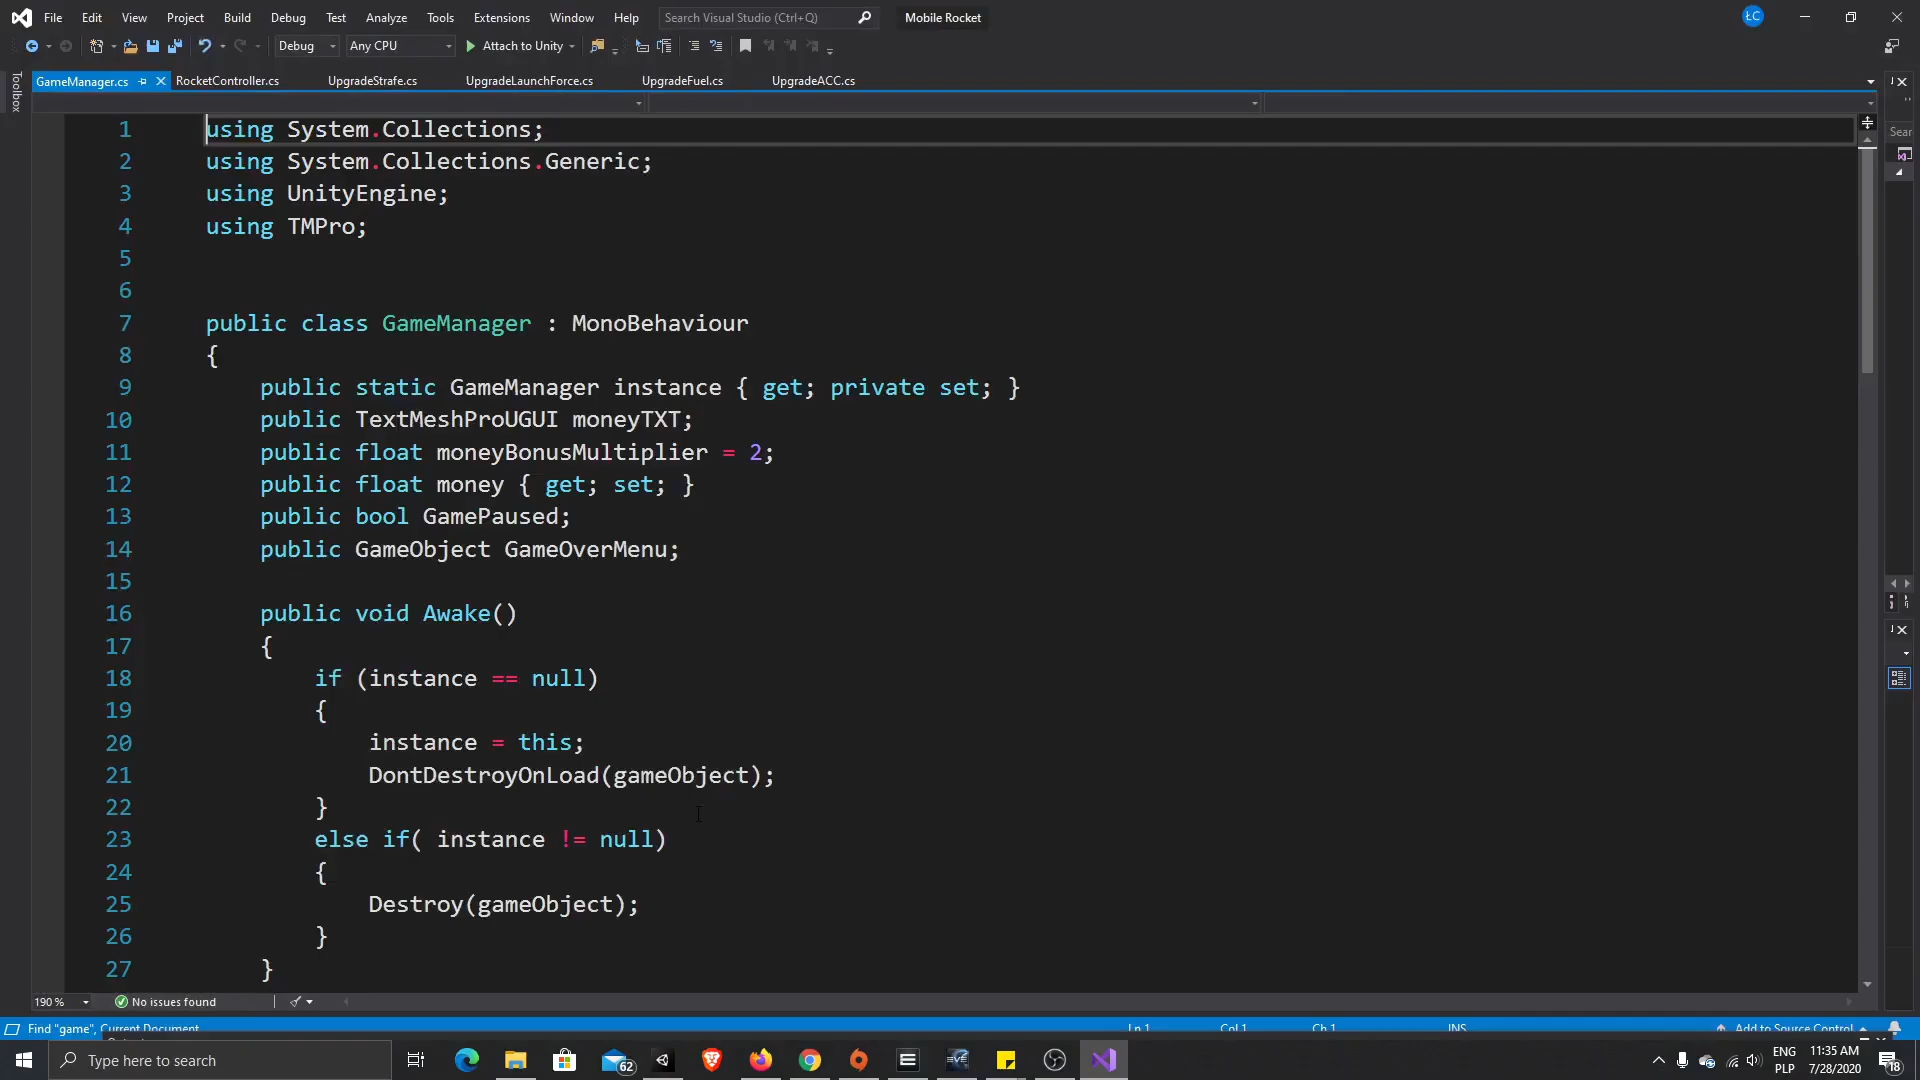 File Edit View Project Build Debug Test Analyze Tools Extensions Window Help Search Visual Studio (Ctrl+Q) Mobile Rocket ŁC
Debug Any CPU Attach to Unity
Toolbox
GameManager.cs RocketController.cs UpgradeStrafe.cs UpgradeLaunchForce.cs UpgradeFuel.cs UpgradeACC.cs
Sear
1 using System.Collections;
2 using System.Collections.Generic;
3 using UnityEngine;
4 using TMPro;
5
6
7 public class GameManager : MonoBehaviour
8 {
9 public static GameManager instance { get; private set; }
10 public TextMeshProUGUI moneyTXT;
11 public float moneyBonusMultiplier = 2;
12 public float money { get; set; }
13 public bool GamePaused;
14 public GameObject GameOverMenu;
15
16 public void Awake()
17 {
18 if (instance == null)
19 {
20 instance = this;
21 DontDestroyOnLoad(gameObject);
22 }
23 else if( instance != null)
24 {
25 Destroy(gameObject);
26 }
27 }
190 % No issues found
Find "game", Current Document Ln 1 Col 1 Ch 1 INS Add to Source Control
Type here to search 62 EVE ENG 11:35 AM 18
PLP 7/28/2020